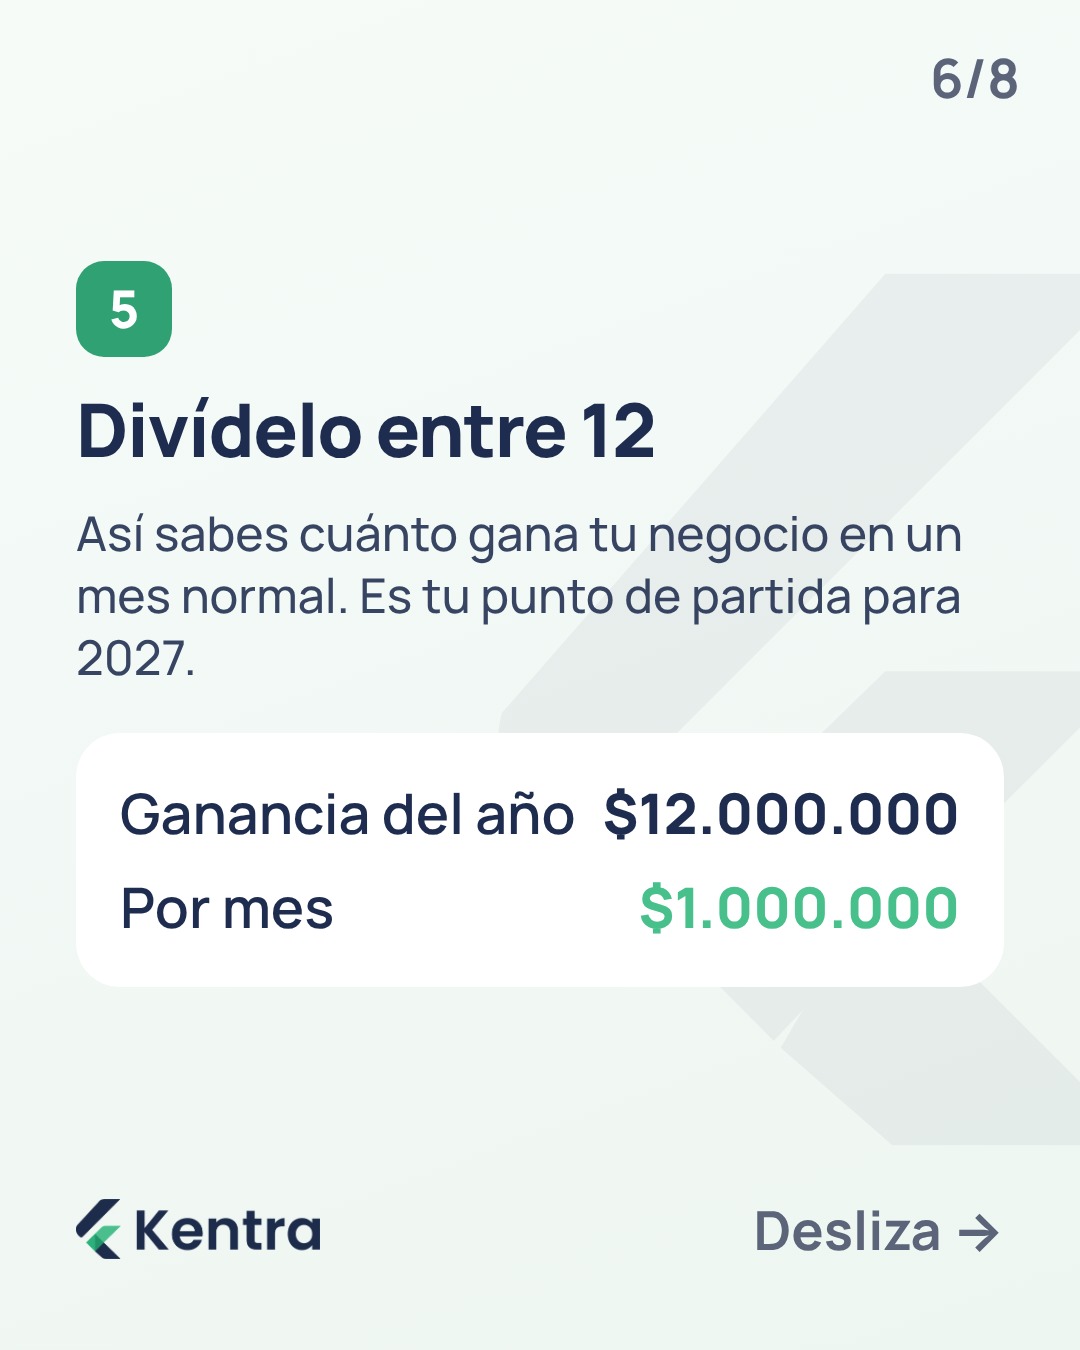 6/8
5
Divídelo entre 12
Así sabes cuánto gana tu negocio en un
mes normal. Es tu punto de partida para
2027.
Ganancia del año $12.000.000
Por mes $1.000.000
Kentra
Desliza →